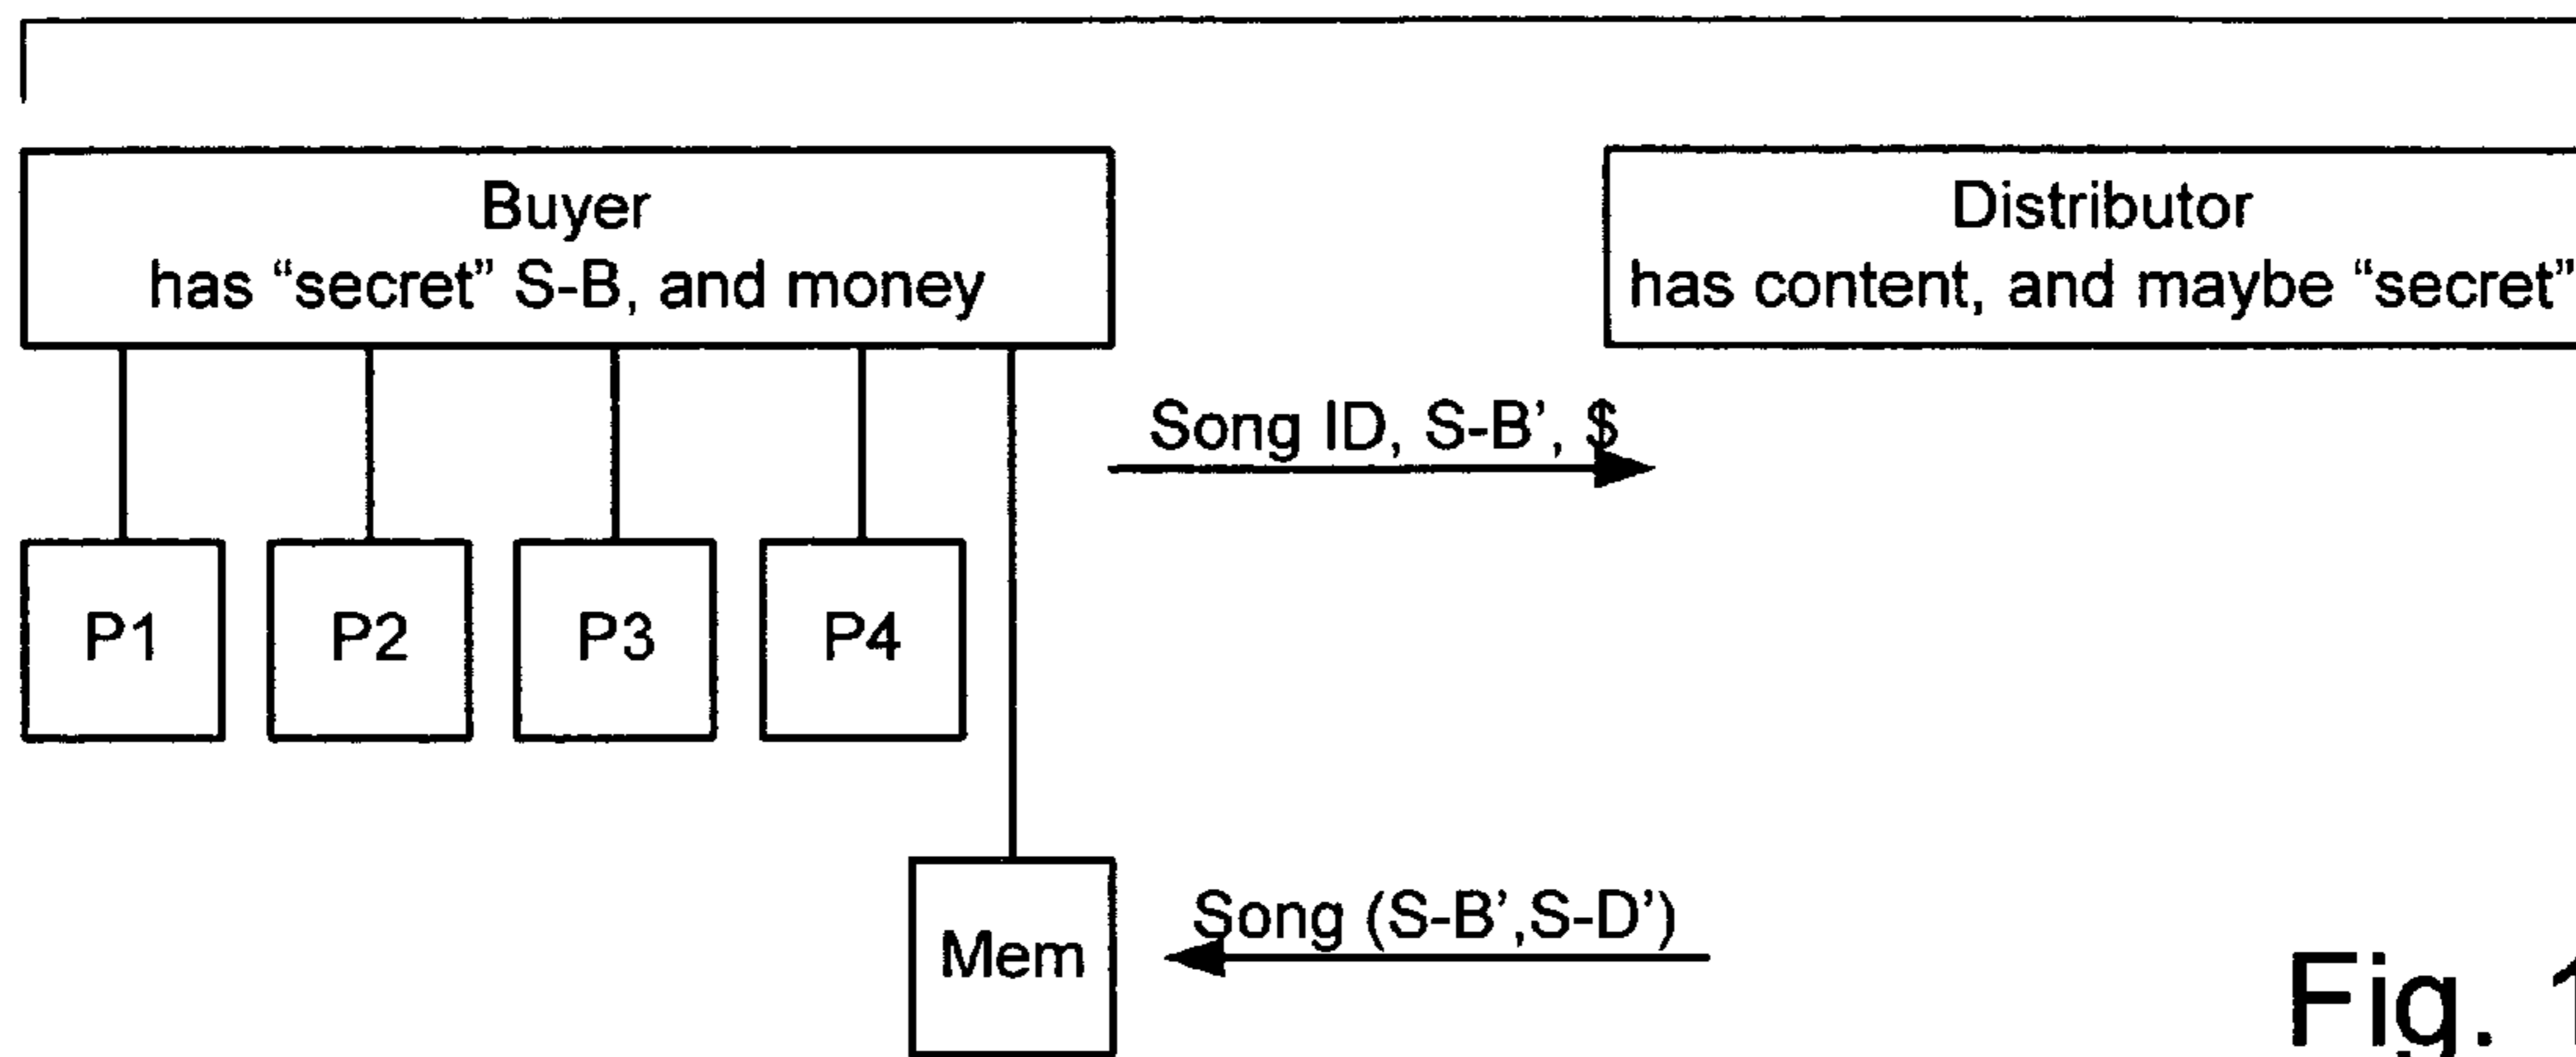 Buyer
has “secret” S-B, and money
Distributor
has content, and maybe “secret”
Song ID, S-B’, $
P1
P2
P3
P4
Mem
Song (S-B’,S-D’)
Fig. 1